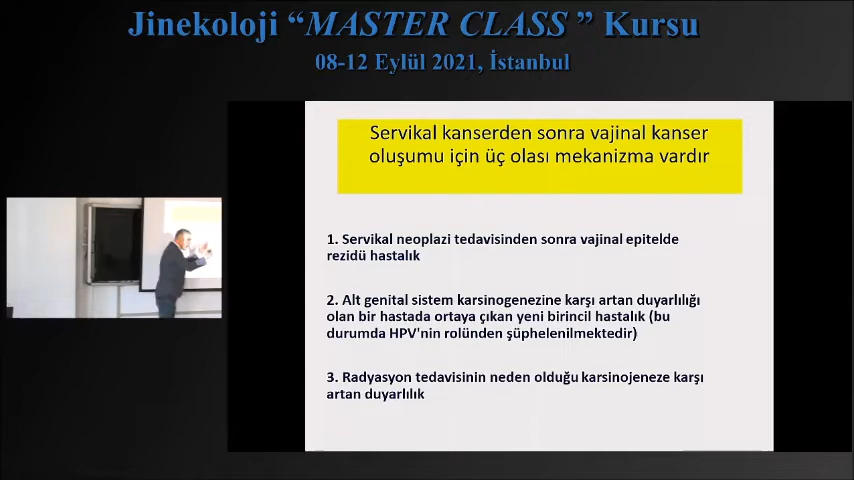 Jinekoloji “MASTER CLASS ” Kursu
08-12 Eylül 2021, İstanbul
Servikal kanserden sonra vajinal kanser
oluşumu için üç olası mekanizma vardır
1. Servikal neoplazi tedavisinden sonra vajinal epitelde
rezidü hastalık
2. Alt genital sistem karsinogenezine karşı artan duyarlılığı
olan bir hastada ortaya çıkan yeni birincil hastalık (bu
durumda HPV'nin rolünden şüphelenilmektedir)
3. Radyasyon tedavisinin neden olduğu karsinojeneze karşı
artan duyarlılık